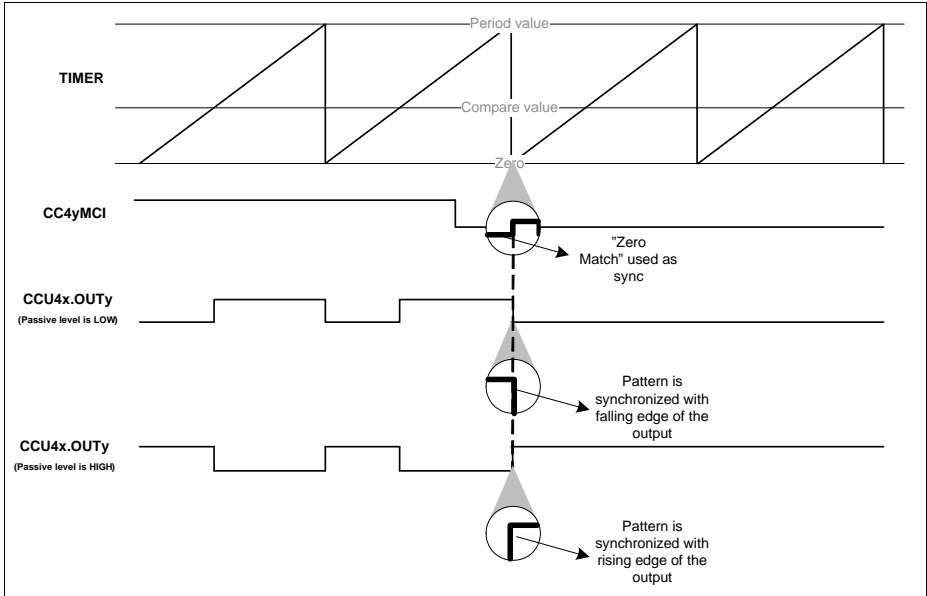 Period value
TIMER
Compare value
Zero
CC4yMCI
"Zero
Match" used as
sync
CCU4x.OUTy
(Passive level is LOW)
Pattern is
synchronized with
falling edge of the
output
CCU4x.OUTy
(Passive level is HIGH)
Pattern is
synchronized with
rising edge of the
output